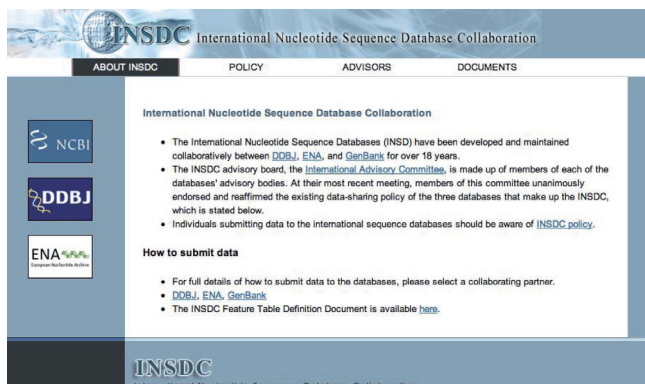 INSDC International Nucleotide Sequence Database Collaboration
ABOUT INSDC POLICY ADVISORS DOCUMENTS
NCBI
DDBJ
ENA
European Nucleotide Archive
International Nucleotide Sequence Database Collaboration
• The International Nucleotide Sequence Databases (INSD) have been developed and maintained
collaboratively between DDBJ, ENA, and GenBank for over 18 years.
• The INSDC advisory board, the International Advisory Committee, is made up of members of each of the
databases' advisory bodies. At their most recent meeting, members of this committee unanimously
endorsed and reaffirmed the existing data-sharing policy of the three databases that make up the INSDC,
which is stated below.
• Individuals submitting data to the international sequence databases should be aware of INSDC policy.
How to submit data
• For full details of how to submit data to the databases, please select a collaborating partner.
• DDBJ, ENA, GenBank
• The INSDC Feature Table Definition Document is available here.
INSDC